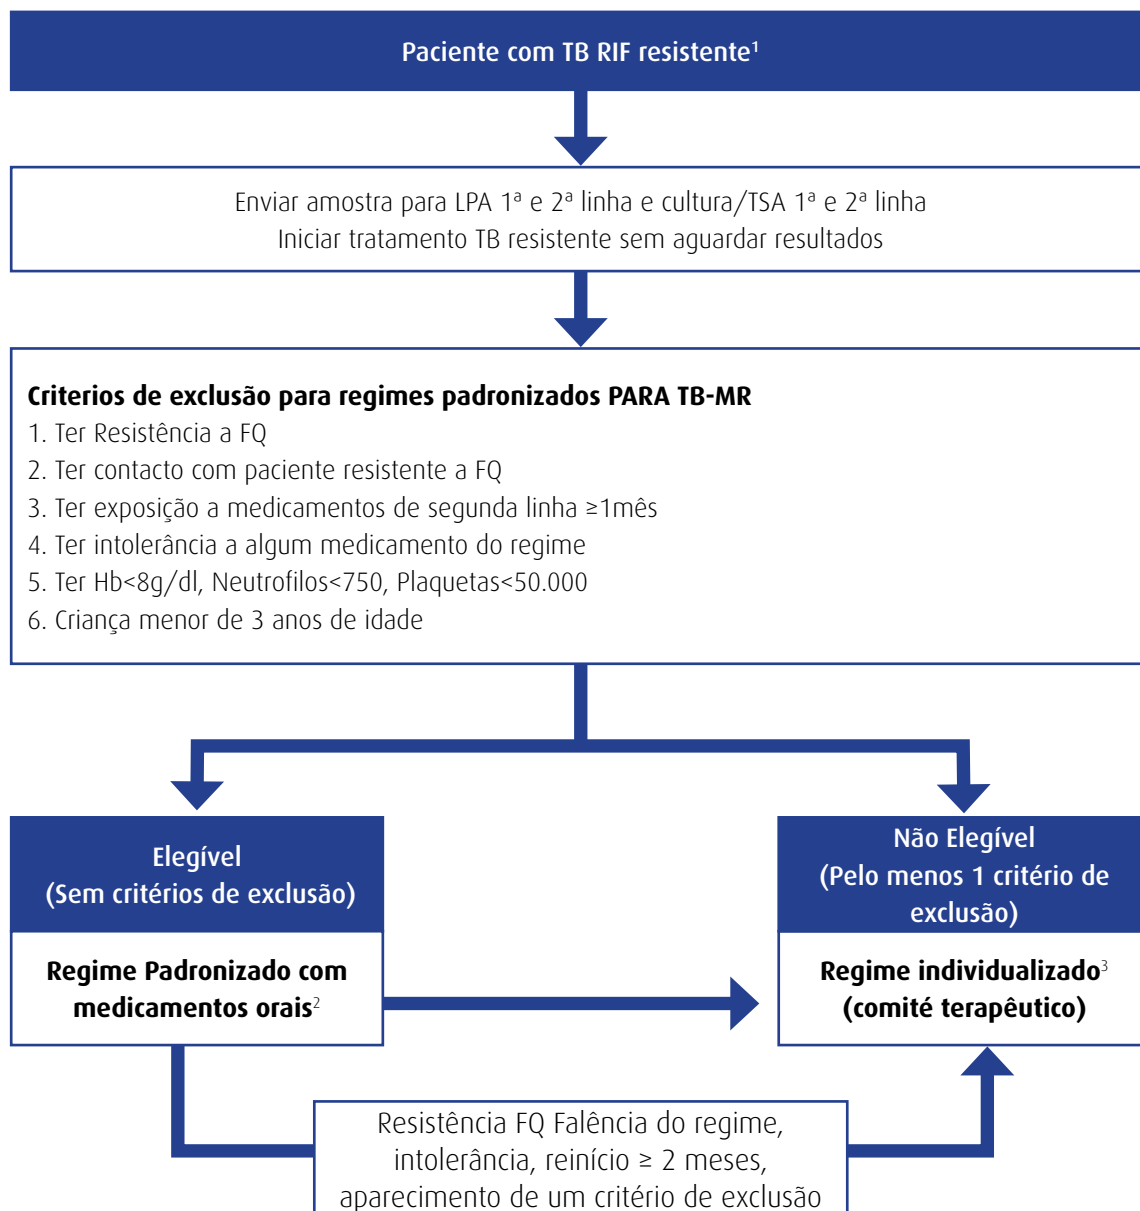 Paciente com TB RIF resistente¹
Enviar amostra para LPA 1ª e 2ª linha e cultura/TSA 1ª e 2ª linha
Iniciar tratamento TB resistente sem aguardar resultados
Criterios de exclusão para regimes padronizados PARA TB-MR
1. Ter Resistência a FQ
2. Ter contacto com paciente resistente a FQ
3. Ter exposição a medicamentos de segunda linha ≥1mês
4. Ter intolerância a algum medicamento do regime
5. Ter Hb<8g/dl, Neutrofilos<750, Plaquetas<50.000
6. Criança menor de 3 anos de idade
Elegível
(Sem critérios de exclusão)
Regime Padronizado com
medicamentos orais²
Não Elegível
(Pelo menos 1 critério de
exclusão)
Regime individualizado³
(comité terapêutico)
Resistência FQ Falência do regime,
intolerância, reinício ≥ 2 meses,
aparecimento de um critério de exclusão